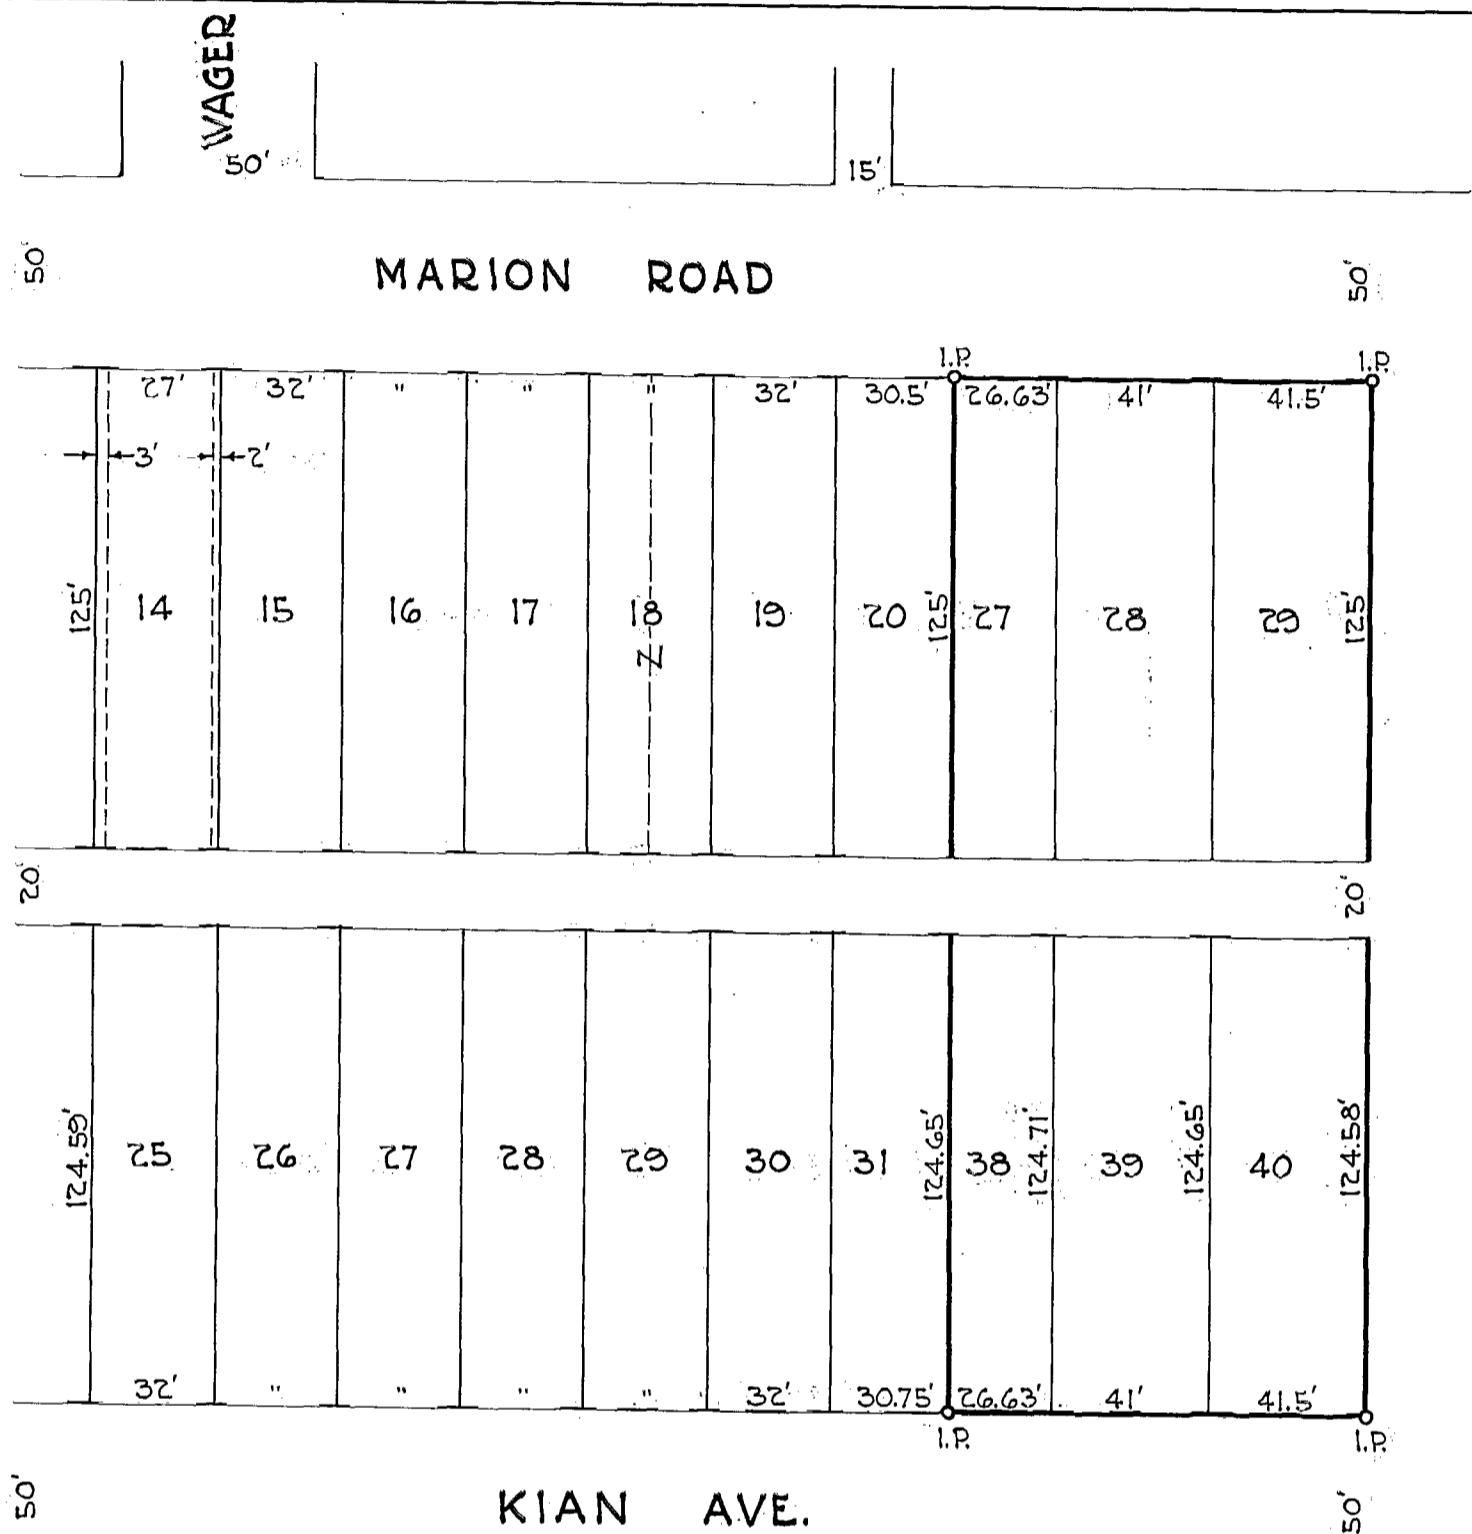 WAGER
50'
15'
50'
MARION ROAD
50'
I.P.
I.P.
27' 32' " " " 32' 30.5' 26.63' 41' 41.5'
3' 2'
125' 14 15 16 17 18 19 20 125' 27 28 29 125'
Z
20'
20'
124.59' 25 26 27 28 29 30 31 124.65' 38 124.71' 39 124.65' 40 124.58'
32' " " " " 32' 30.75' 26.63' 41' 41.5'
I.P.
I.P.
50'
KIAN AVE.
50'